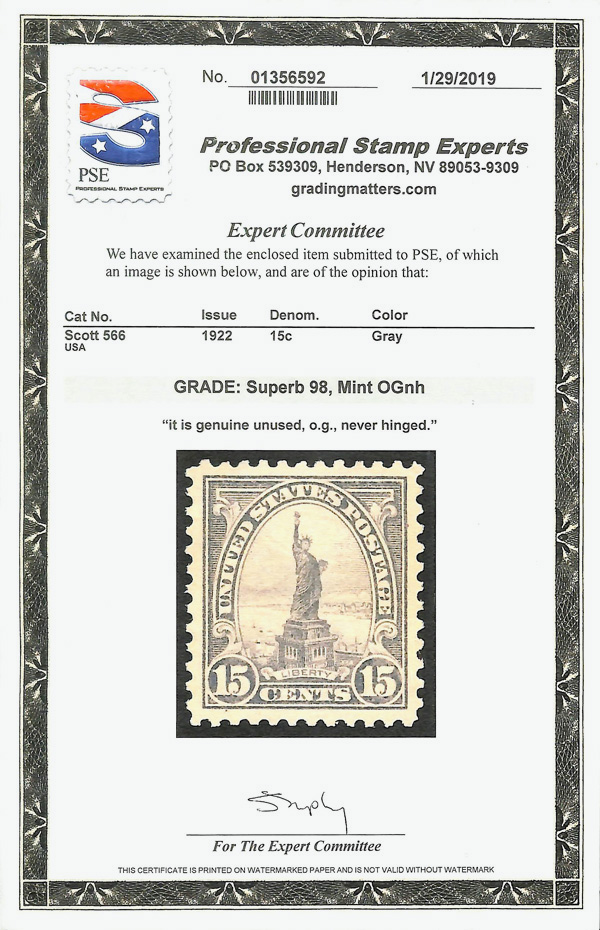 No. 01356592 1/29/2019
PSE
PROFESSIONAL STAMP EXPERTS
Professional Stamp Experts
PO Box 539309, Henderson, NV 89053-9309
gradingmatters.com
Expert Committee
We have examined the enclosed item submitted to PSE, of which
an image is shown below, and are of the opinion that:
Cat No. Issue Denom. Color
Scott 566 1922 15c Gray
USA
GRADE: Superb 98, Mint OGnh
“it is genuine unused, o.g., never hinged.”
UNITED STATES POSTAGE
LIBERTY
15 CENTS 15
For The Expert Committee
THIS CERTIFICATE IS PRINTED ON WATERMARKED PAPER AND IS NOT VALID WITHOUT WATERMARK